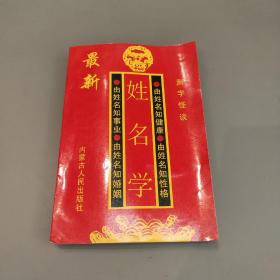 最新
姓名学
测字怪谈
●由姓名知健康●由姓名知性格
●由姓名知事业●由姓名知婚姻
内蒙古人民出版社